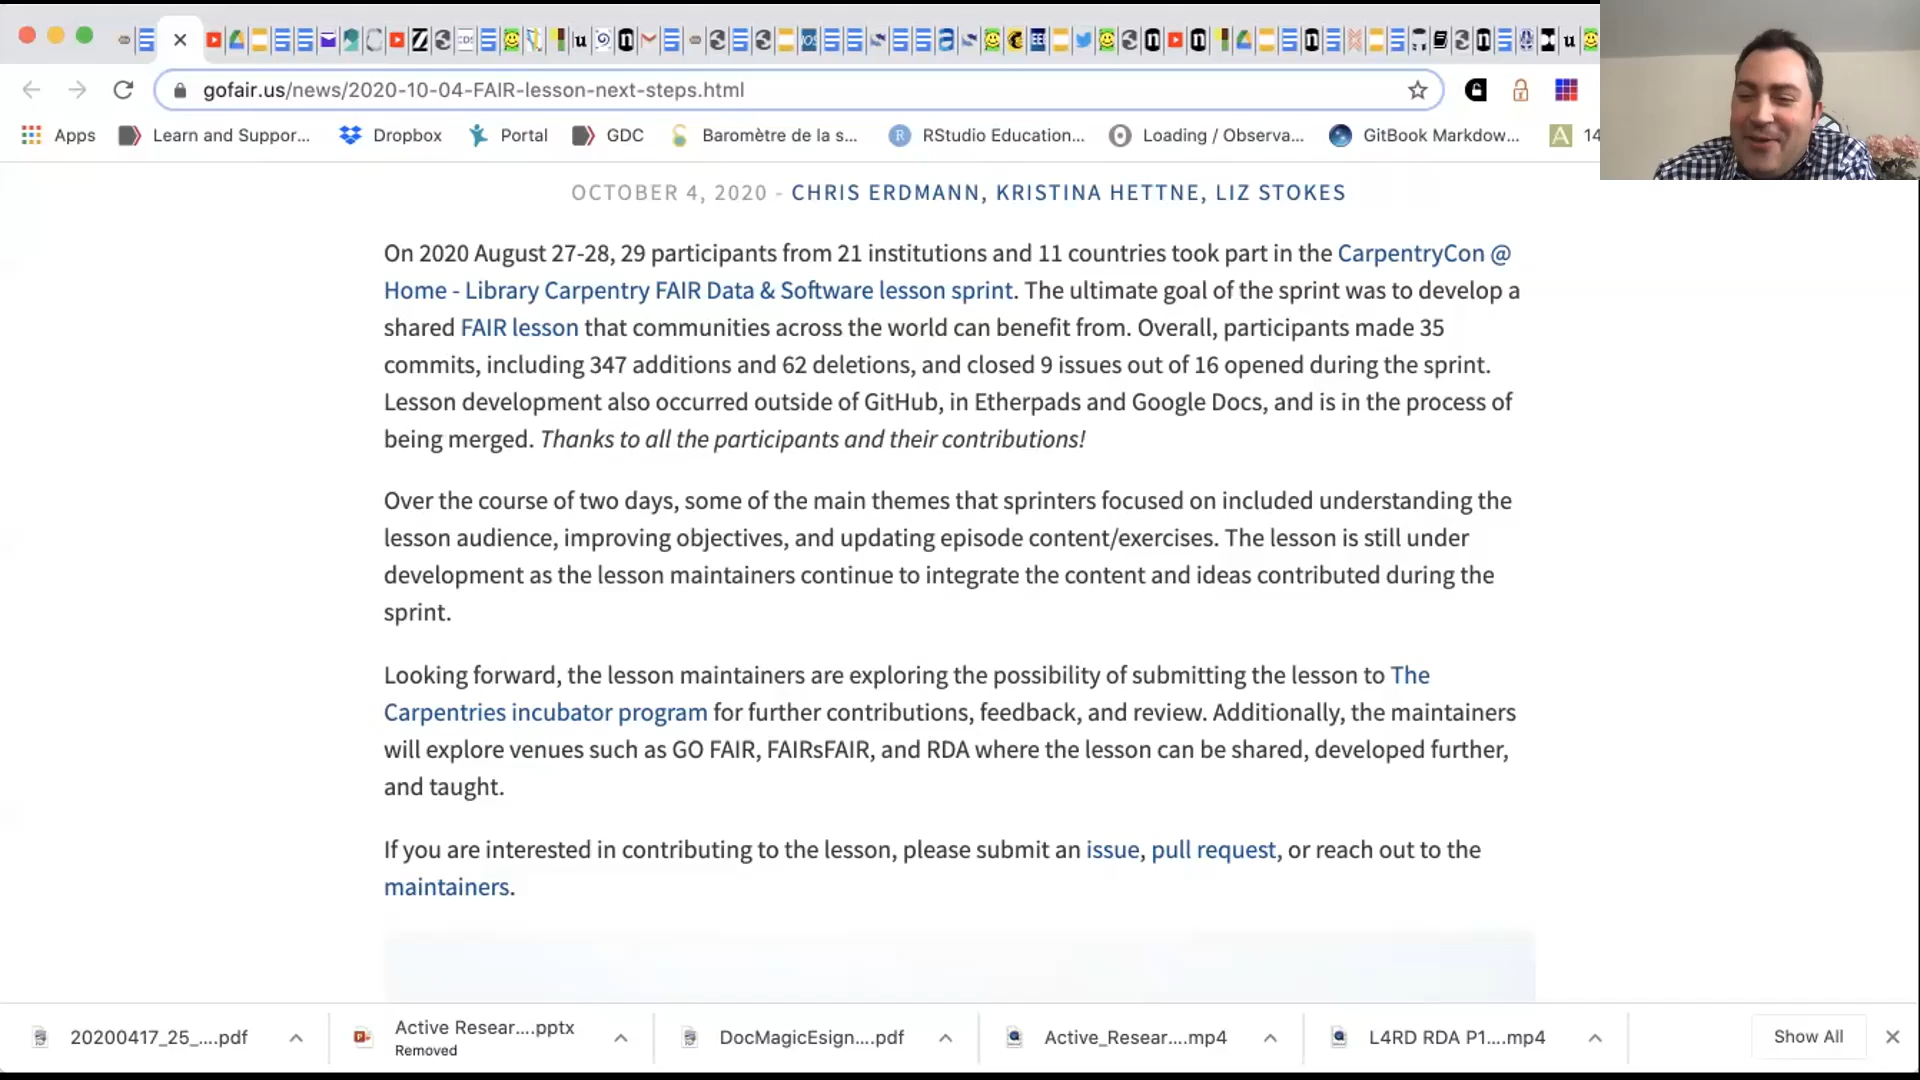 gofair.us/news/2020-10-04-FAIR-lesson-next-steps.html
Apps
Learn and Suppor...
Dropbox
Portal
GDC
Baromètre de la s...
RStudio Education...
Loading / Observa...
GitBook Markdow...
14
OCTOBER 4, 2020 - CHRIS ERDMANN, KRISTINA HETTNE, LIZ STOKES
On 2020 August 27-28, 29 participants from 21 institutions and 11 countries took part in the CarpentryCon @
Home - Library Carpentry FAIR Data & Software lesson sprint. The ultimate goal of the sprint was to develop a
shared FAIR lesson that communities across the world can benefit from. Overall, participants made 35
commits, including 347 additions and 62 deletions, and closed 9 issues out of 16 opened during the sprint.
Lesson development also occurred outside of GitHub, in Etherpads and Google Docs, and is in the process of
being merged. Thanks to all the participants and their contributions!
Over the course of two days, some of the main themes that sprinters focused on included understanding the
lesson audience, improving objectives, and updating episode content/exercises. The lesson is still under
development as the lesson maintainers continue to integrate the content and ideas contributed during the
sprint.
Looking forward, the lesson maintainers are exploring the possibility of submitting the lesson to The
Carpentries incubator program for further contributions, feedback, and review. Additionally, the maintainers
will explore venues such as GO FAIR, FAIRsFAIR, and RDA where the lesson can be shared, developed further,
and taught.
If you are interested in contributing to the lesson, please submit an issue, pull request, or reach out to the
maintainers.
20200417_25_....pdf
Active Resear....pptx
Removed
DocMagicEsign....pdf
Active_Resear....mp4
L4RD RDA P1....mp4
Show All